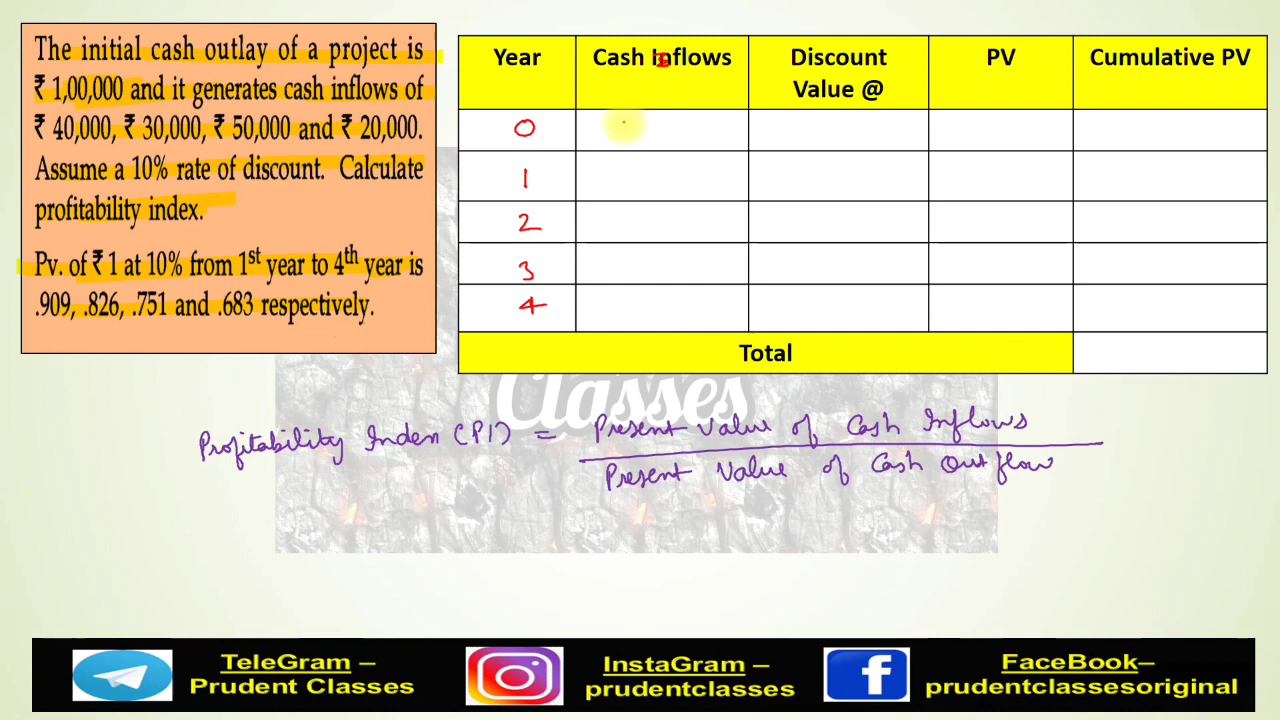 The initial cash outlay of a project is
₹ 1,00,000 and it generates cash inflows of
₹ 40,000, ₹ 30,000, ₹ 50,000 and ₹ 20,000.
Assume a 10% rate of discount. Calculate
profitability index.
Pv. of ₹ 1 at 10% from 1st year to 4th year is
.909, .826, .751 and .683 respectively.
Year Cash Inflows Discount Value @ PV Cumulative PV
0
1
2
3
4
Total
Classes
Profitability Index (PI) = Present Value of Cash Inflows
Present Value of Cash Outflow
TeleGram –
Prudent Classes
InstaGram –
prudentclasses
FaceBook–
prudentclassesoriginal